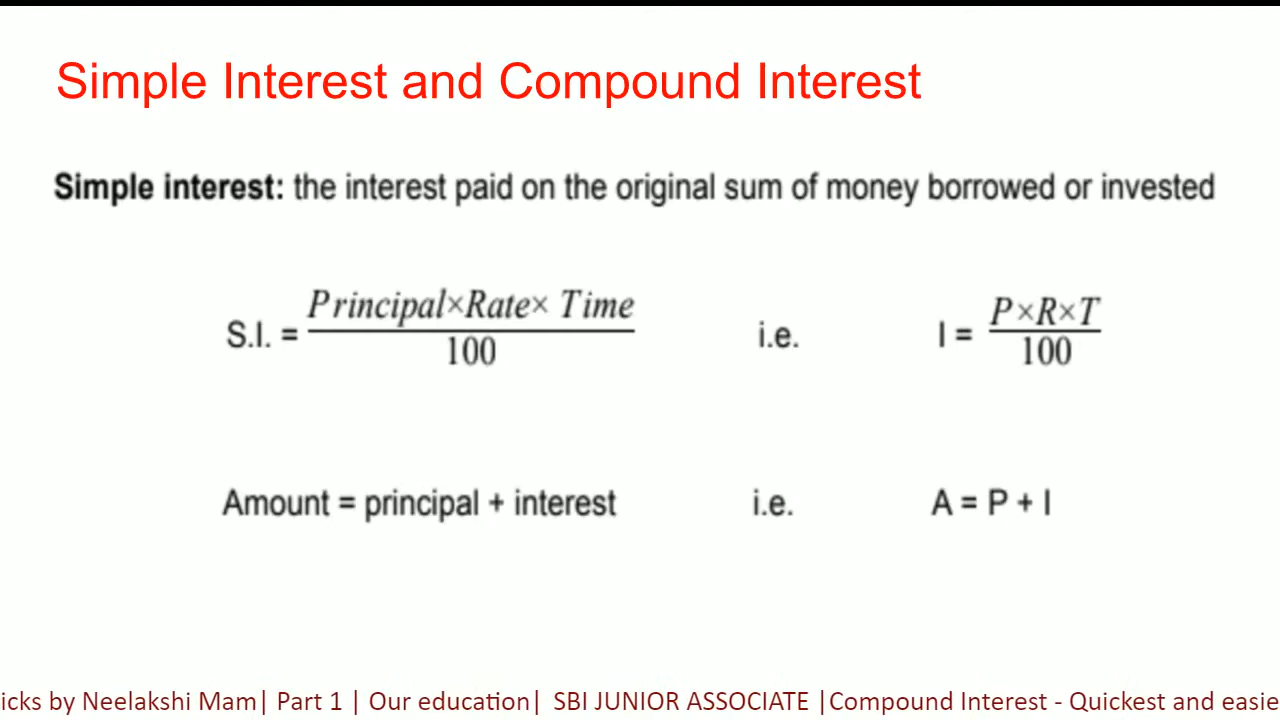 Simple Interest and Compound Interest
Simple interest: the interest paid on the original sum of money borrowed or invested
S.I. = Principal×Rate× Time / 100 i.e. I = P×R×T / 100
Amount = principal + interest i.e. A = P + I
icks by Neelakshi Mam| Part 1 | Our education| SBI JUNIOR ASSOCIATE |Compound Interest - Quickest and easie